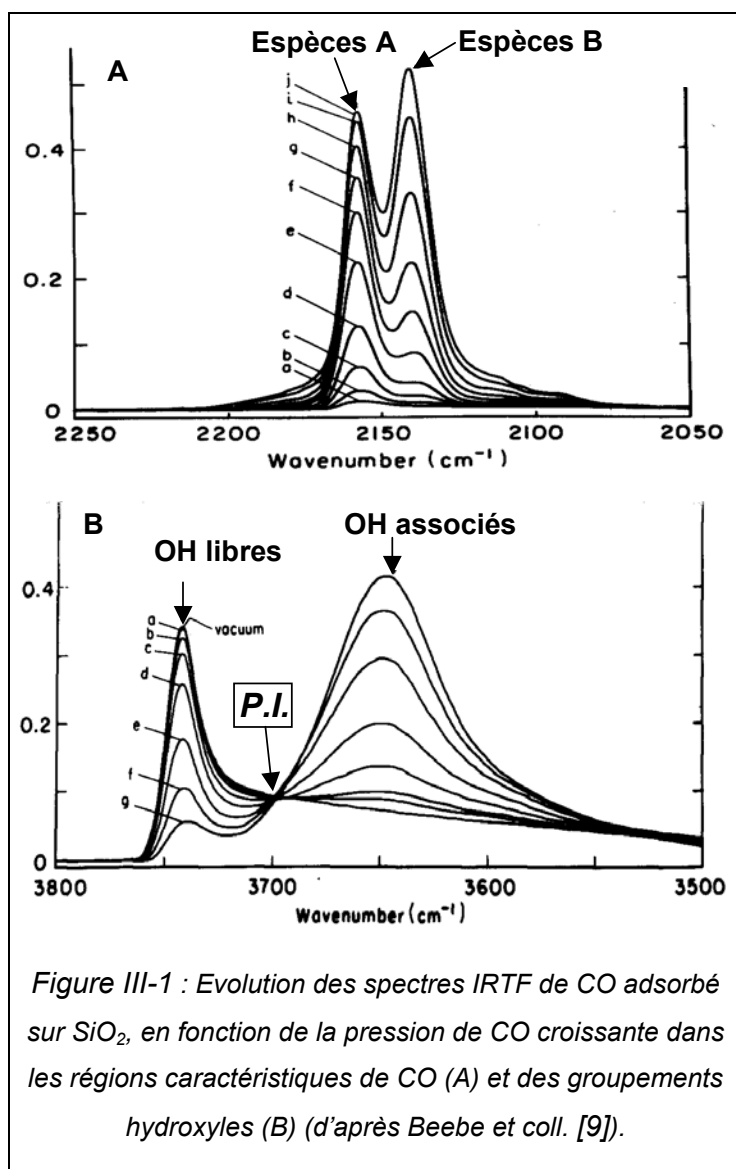 Espèces A
Espèces B
A
j
i
h
g
f
e
d
c
b
a
0.4
0.2
0
2250
2200
2150
2100
2050
Wavenumber (cm⁻¹)
B
OH libres
OH associés
a
vacuum
b
c
d
e
f
g
P.I.
0.4
0.2
0
3800
3700
3600
3500
Wavenumber (cm⁻¹)
Figure III-1 : Evolution des spectres IRTF de CO adsorbé
sur SiO₂, en fonction de la pression de CO croissante dans
les régions caractéristiques de CO (A) et des groupements
hydroxyles (B) (d'après Beebe et coll. [9]).